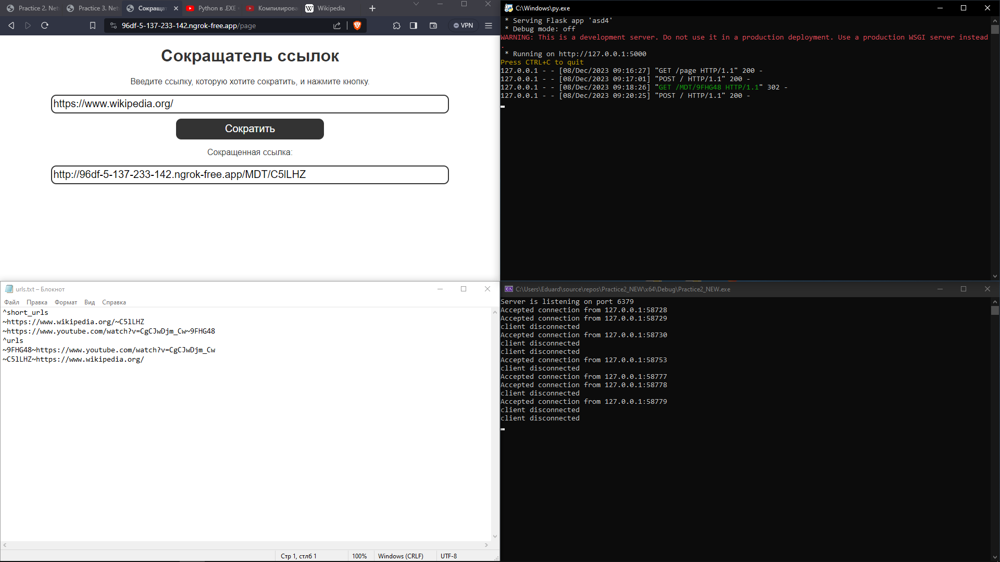 Practice 2. Net
Practice 3. Net
Сокраща
Python в .EXE
Компилирова
Wikipedia
96df-5-137-233-142.ngrok-free.app/page
VPN
Сокращатель ссылок
Введите ссылку, которую хотите сократить, и нажмите кнопку.
https://www.wikipedia.org/
Сократить
Сокращенная ссылка:
http://96df-5-137-233-142.ngrok-free.app/MDT/C5lLHZ
C:\Windows\py.exe
* Serving Flask app 'asd4'
* Debug mode: off
WARNING: This is a development server. Do not use it in a production deployment. Use a production WSGI server instead
.
* Running on http://127.0.0.1:5000
Press CTRL+C to quit
127.0.0.1 - - [08/Dec/2023 09:16:27] "GET /page HTTP/1.1" 200 -
127.0.0.1 - - [08/Dec/2023 09:17:01] "POST / HTTP/1.1" 200 -
127.0.0.1 - - [08/Dec/2023 09:18:26] "GET /MDT/9FHG48 HTTP/1.1" 302 -
127.0.0.1 - - [08/Dec/2023 09:20:25] "POST / HTTP/1.1" 200 -
urls.txt – Блокнот
Файл Правка Формат Вид Справка
^short_urls
~https://www.wikipedia.org/~C5lLHZ
~https://www.youtube.com/watch?v=CgCJwDjm_Cw~9FHG48
^urls
~9FHG48~https://www.youtube.com/watch?v=CgCJwDjm_Cw
~C5lLHZ~https://www.wikipedia.org/
Стр 1, стлб 1
100%
Windows (CRLF)
UTF-8
C:\Users\Eduard\source\repos\Practice2_NEW\x64\Debug\Practice2_NEW.exe
Server is listening on port 6379
Accepted connection from 127.0.0.1:58728
Accepted connection from 127.0.0.1:58729
client disconnected
Accepted connection from 127.0.0.1:58730
client disconnected
client disconnected
Accepted connection from 127.0.0.1:58753
client disconnected
Accepted connection from 127.0.0.1:58777
Accepted connection from 127.0.0.1:58778
client disconnected
Accepted connection from 127.0.0.1:58779
client disconnected
client disconnected